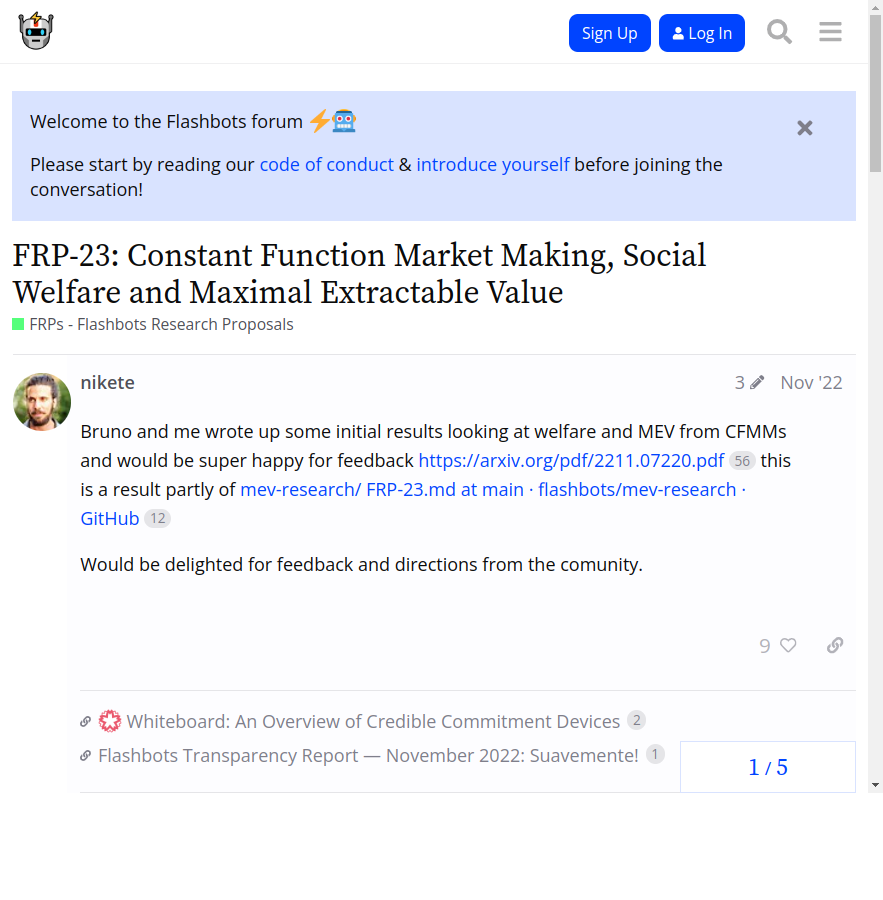 Sign Up
Log In
Welcome to the Flashbots forum
Please start by reading our code of conduct & introduce yourself before joining the
conversation!
FRP-23: Constant Function Market Making, Social
Welfare and Maximal Extractable Value
FRPs - Flashbots Research Proposals
nikete
3
Nov '22
Bruno and me wrote up some initial results looking at welfare and MEV from CFMMs
and would be super happy for feedback https://arxiv.org/pdf/2211.07220.pdf 56 this
is a result partly of mev-research/ FRP-23.md at main · flashbots/mev-research ·
GitHub 12
Would be delighted for feedback and directions from the comunity.
9
Whiteboard: An Overview of Credible Commitment Devices 2
Flashbots Transparency Report — November 2022: Suavemente! 1
1 / 5